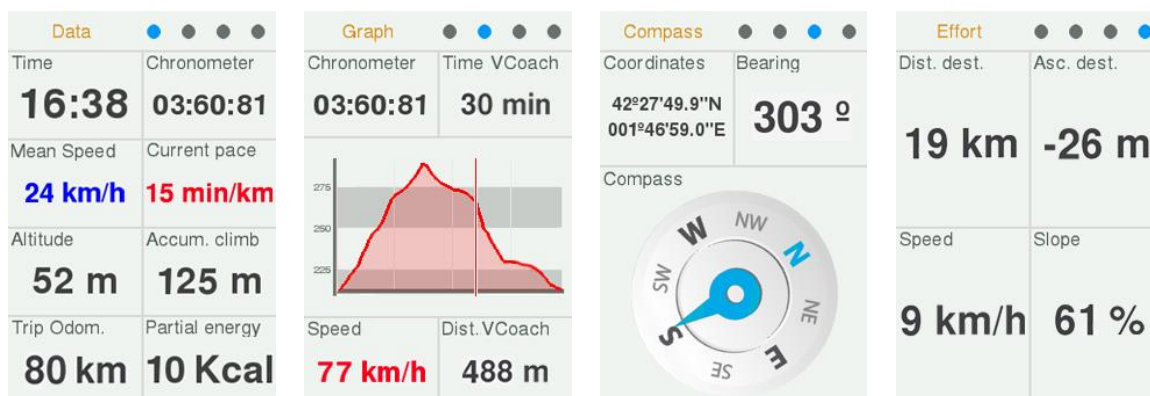 Data
Time
Chronometer
16:38
03:60:81
Mean Speed
Current pace
24 km/h
15 min/km
Altitude
Accum. climb
52 m
125 m
Trip Odom.
Partial energy
80 km
10 Kcal
Graph
Chronometer
Time VCoach
03:60:81
30 min
275
250
225
Speed
Dist. VCoach
77 km/h
488 m
Compass
Coordinates
Bearing
42º27'49.9"N
001º46'59.0"E
303 º
Compass
W
NW
N
SW
NE
S
SE
E
Effort
Dist. dest.
Asc. dest.
19 km
-26 m
Speed
Slope
9 km/h
61 %